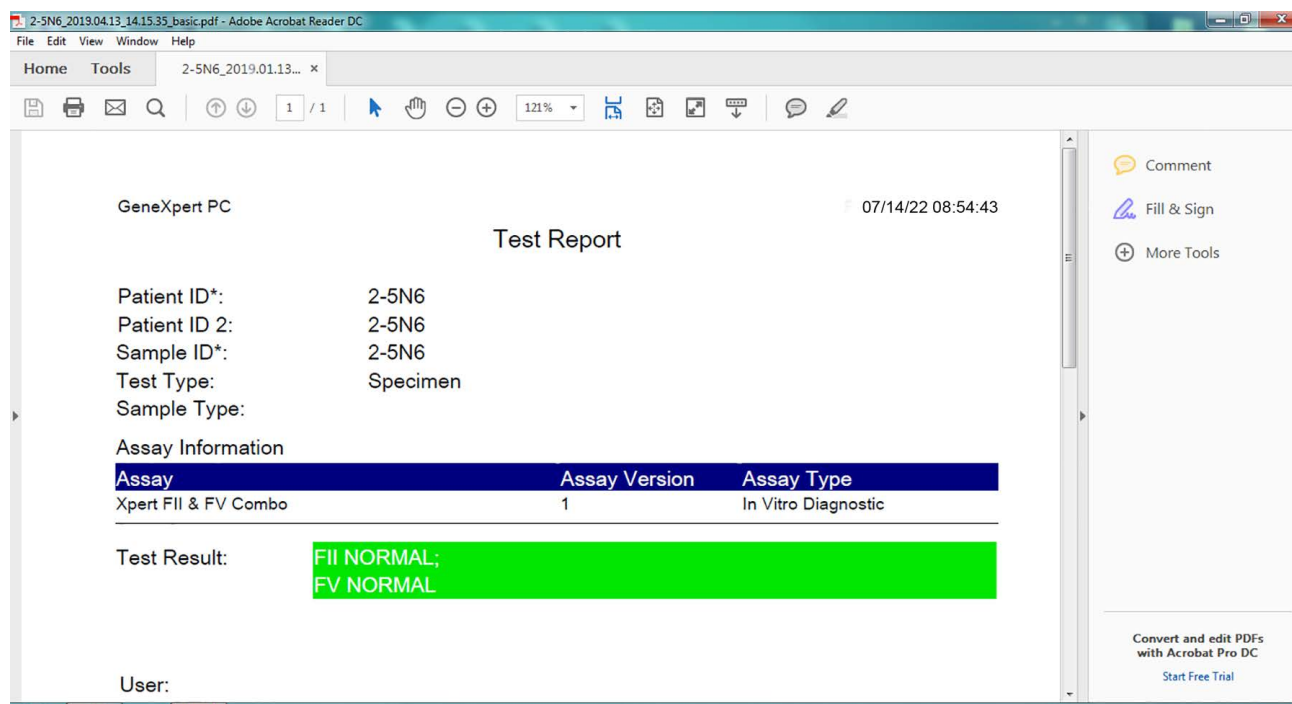 2-5N6_2019.04.13_14.15.35_basic.pdf - Adobe Acrobat Reader DC
File Edit View Window Help
Home Tools 2-5N6_2019.01.13... ×
1 / 1 121%
Comment
Fill & Sign
More Tools
GeneXpert PC 07/14/22 08:54:43
Test Report
Patient ID*: 2-5N6
Patient ID 2: 2-5N6
Sample ID*: 2-5N6
Test Type: Specimen
Sample Type:
Assay Information
Assay Assay Version Assay Type
Xpert FII & FV Combo 1 In Vitro Diagnostic
Test Result: FII NORMAL;
FV NORMAL
User:
Convert and edit PDFs
with Acrobat Pro DC
Start Free Trial